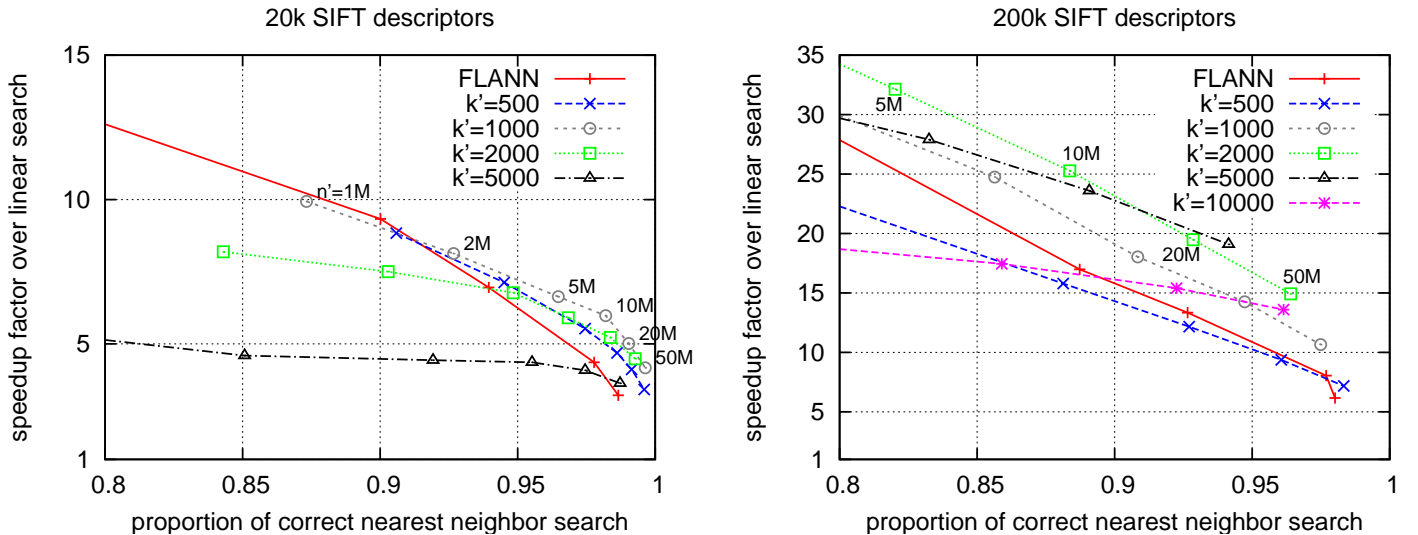 20k SIFT descriptors
speedup factor over linear search
15
10
5
1
0.8
0.85
0.9
0.95
1
proportion of correct nearest neighbor search
FLANN
k'=500
k'=1000
k'=2000
k'=5000
n'=1M
2M
5M
10M
20M
50M
200k SIFT descriptors
speedup factor over linear search
35
30
25
20
15
10
5
1
0.8
0.85
0.9
0.95
1
proportion of correct nearest neighbor search
FLANN
k'=500
k'=1000
k'=2000
k'=5000
k'=10000
5M
10M
20M
50M